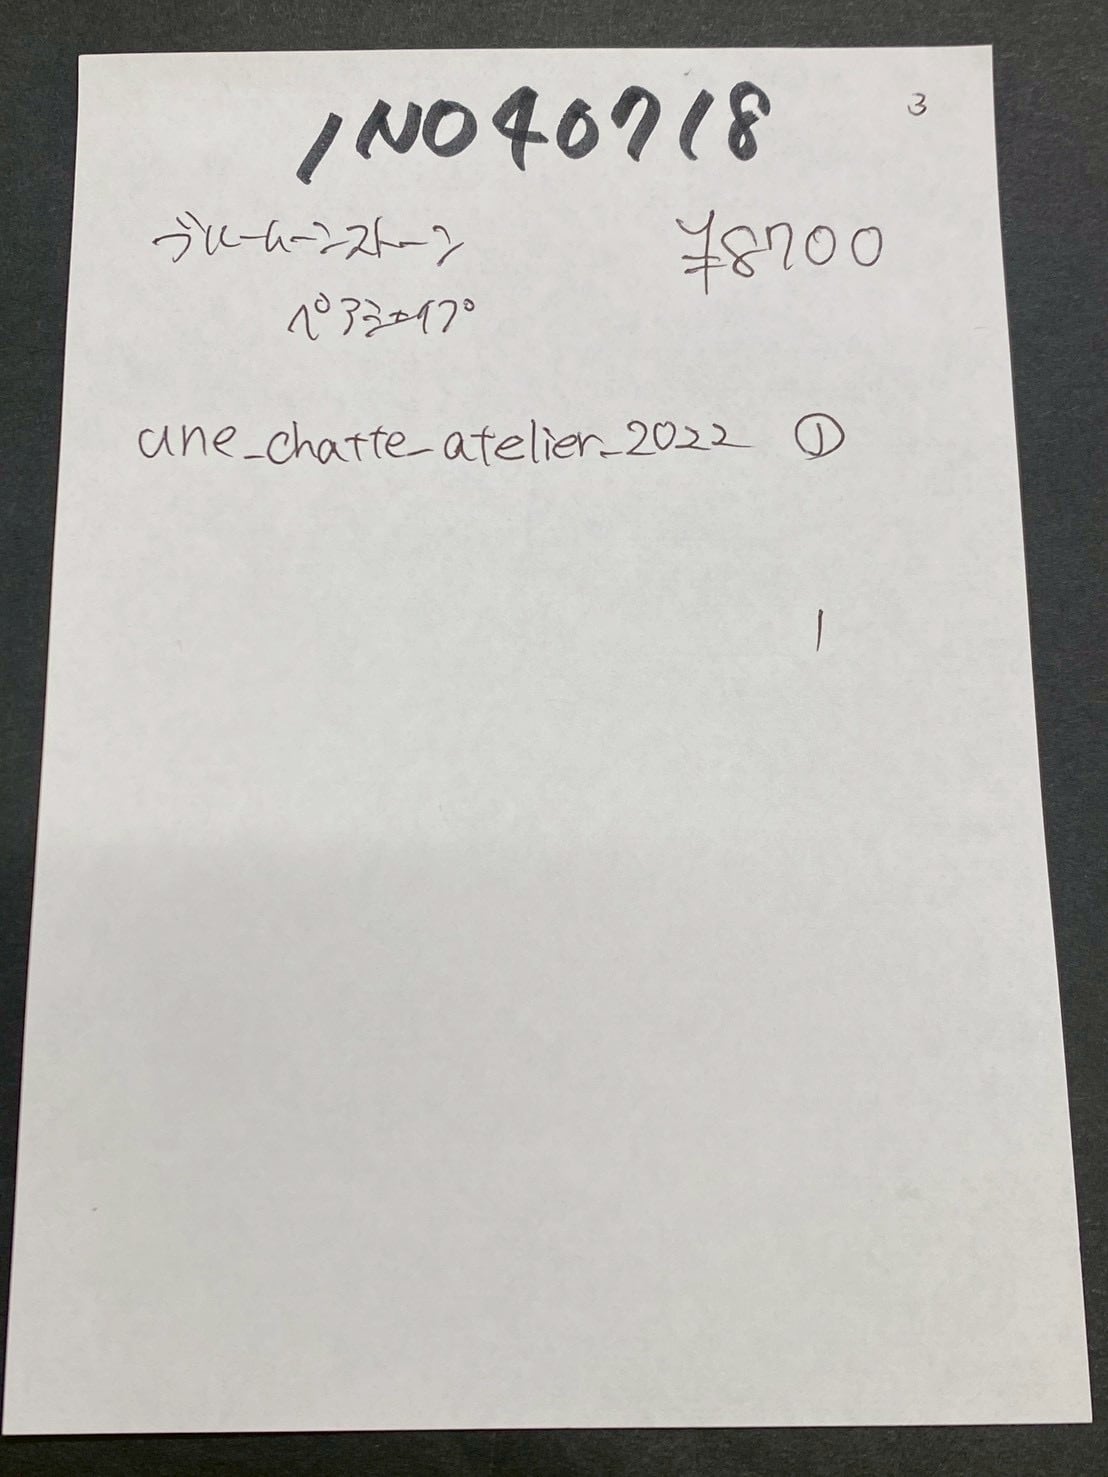 INO40718
3
ブルームーンストーン
¥8700
ペアシェイプ
une_chatte_atelier_2022 ①
1